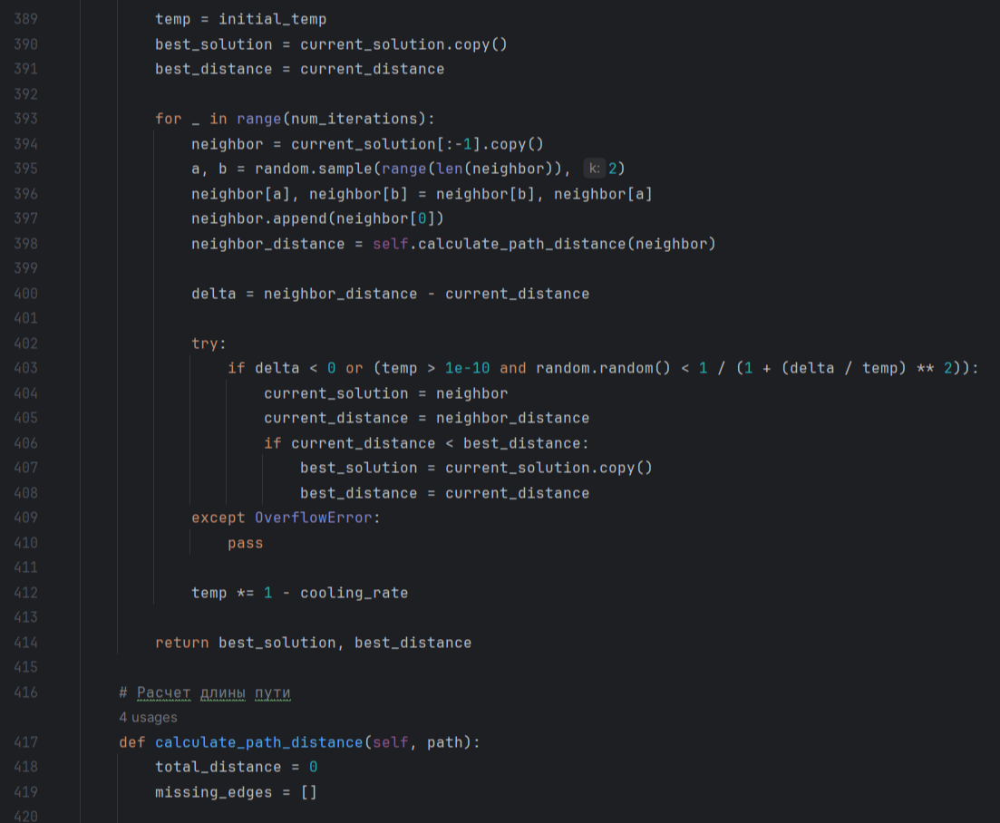 389 temp = initial_temp
390 best_solution = current_solution.copy()
391 best_distance = current_distance
392
393 for _ in range(num_iterations):
394 neighbor = current_solution[:-1].copy()
395 a, b = random.sample(range(len(neighbor)), k: 2)
396 neighbor[a], neighbor[b] = neighbor[b], neighbor[a]
397 neighbor.append(neighbor[0])
398 neighbor_distance = self.calculate_path_distance(neighbor)
399
400 delta = neighbor_distance - current_distance
401
402 try:
403 if delta < 0 or (temp > 1e-10 and random.random() < 1 / (1 + (delta / temp) ** 2)):
404 current_solution = neighbor
405 current_distance = neighbor_distance
406 if current_distance < best_distance:
407 best_solution = current_solution.copy()
408 best_distance = current_distance
409 except OverflowError:
410 pass
411
412 temp *= 1 - cooling_rate
413
414 return best_solution, best_distance
415
416 # Расчет длины пути
4 usages
417 def calculate_path_distance(self, path):
418 total_distance = 0
419 missing_edges = []
420